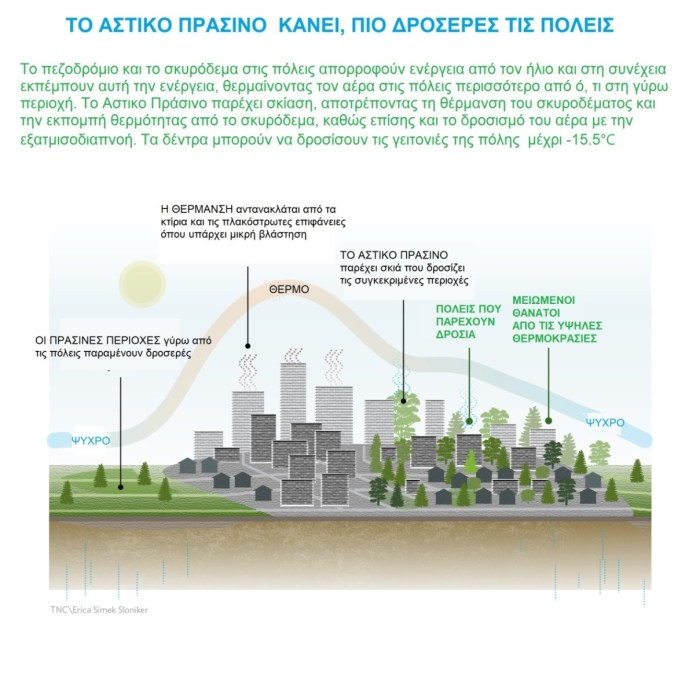 ΤΟ ΑΣΤΙΚΟ ΠΡΑΣΙΝΟ ΚΑΝΕΙ, ΠΙΟ ΔΡΟΣΕΡΕΣ ΤΙΣ ΠΟΛΕΙΣ
Το πεζοδρόμιο και το σκυρόδεμα στις πόλεις απορροφούν ενέργεια από τον ήλιο και στη συνέχεια
εκπέμπουν αυτή την ενέργεια, θερμαίνοντας τον αέρα στις πόλεις περισσότερο από ό, τι στη γύρω
περιοχή. Το Αστικο Πράσινο παρέχει σκίαση, αποτρέποντας τη θέρμανση του σκυροδέματος και
την εκπομπή θερμότητας από το σκυρόδεμα, καθώς επίσης και το δροσισμό του αέρα με την
εξατμισοδιαπνοή. Τα δέντρα μπορούν να δροσίσουν τις γειτονιές της πόλης μέχρι -15.5°C
Η ΘΕΡΜΑΝΣΗ αντανακλάται από τα
κτίρια και τις πλακόστρωτες επιφάνειες
όπου υπάρχει μικρή βλάστηση
ΤΟ ΑΣΤΙΚΟ ΠΡΑΣΙΝΟ
παρέχει σκιά που δροσίζει
τις συγκεκριμένες περιοχές
ΘΕΡΜΟ
ΠΟΛΕΙΣ ΠΟΥ
ΠΑΡΕΧΟΥΝ
ΔΡΟΣΙΑ
ΜΕΙΩΜΕΝΟΙ
ΘΑΝΑΤΟΙ
ΑΠΟ ΤΙΣ ΥΨΗΛΕΣ
ΘΕΡΜΟΚΡΑΣΙΕΣ
ΟΙ ΠΡΑΣΙΝΕΣ ΠΕΡΙΟΧΕΣ γύρω από
τις πόλεις παραμένουν δροσερές
ΨΥΧΡΟ
ΨΥΧΡΟ
TNC\Erica Simek Sloniker